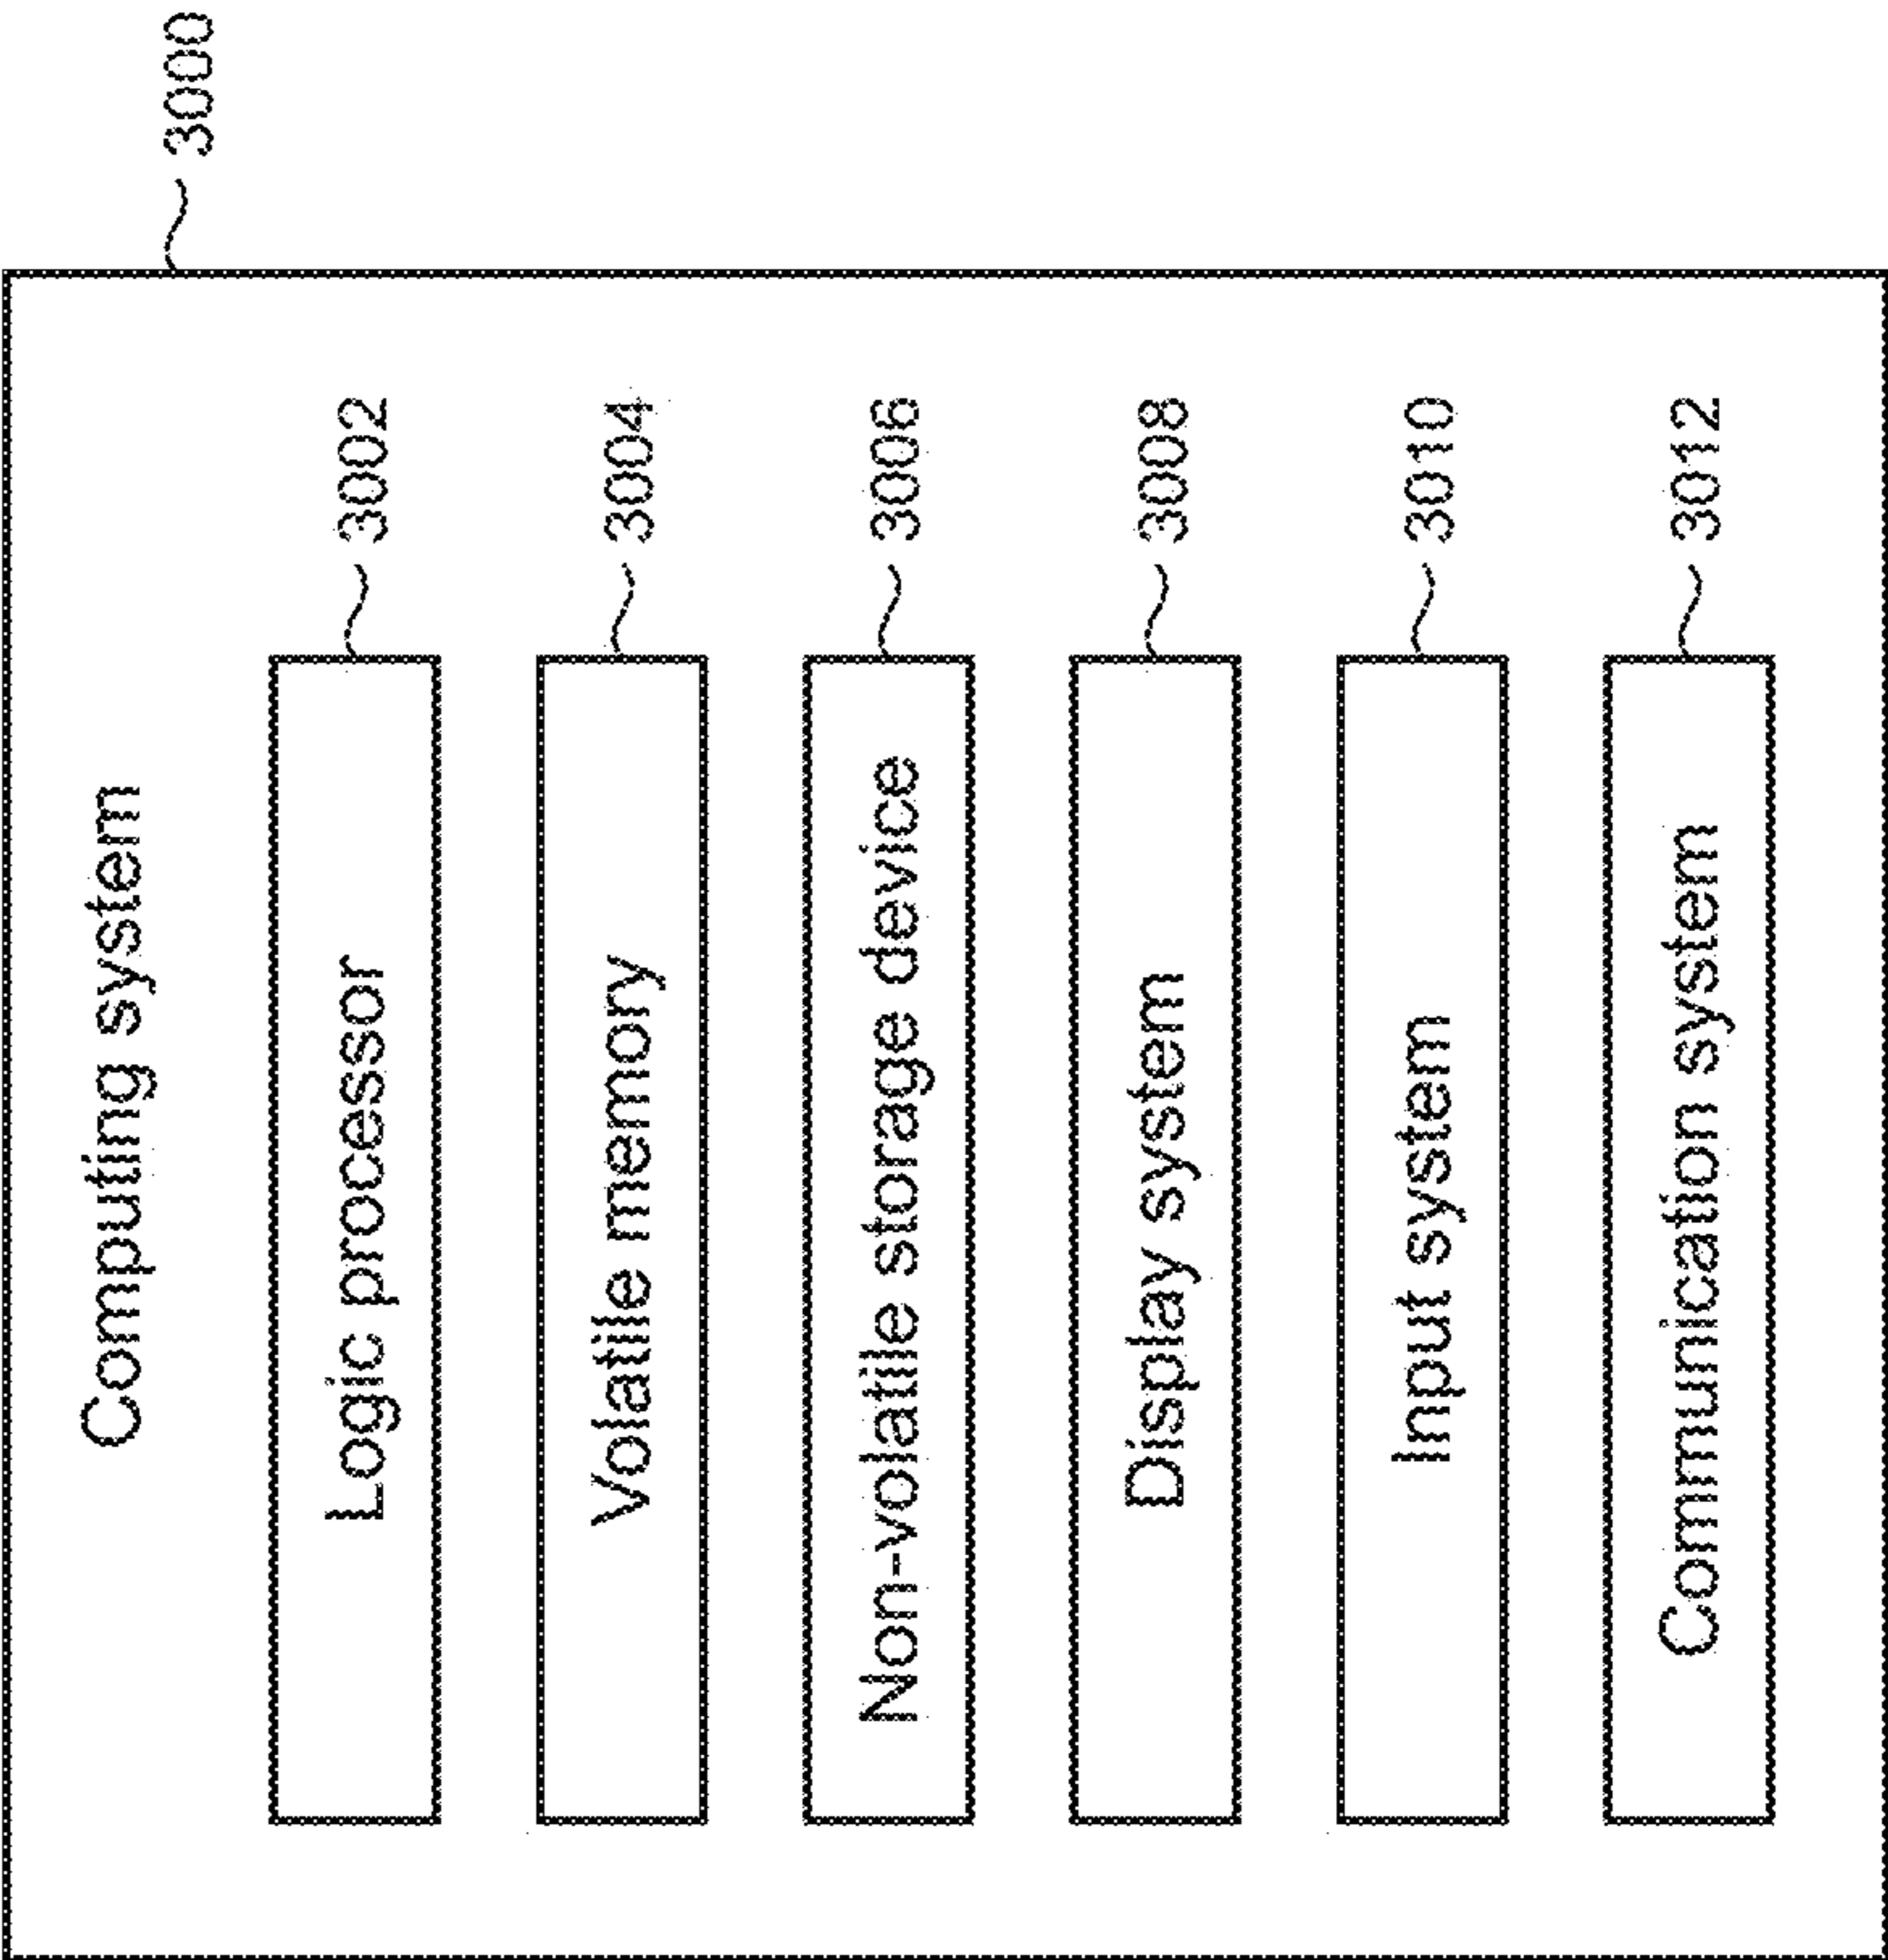 3000
Computing system
Logic processor
3002
Volatile memory
3004
Non-volatile storage device
3006
Display system
3008
Input system
3010
Communication system
3012